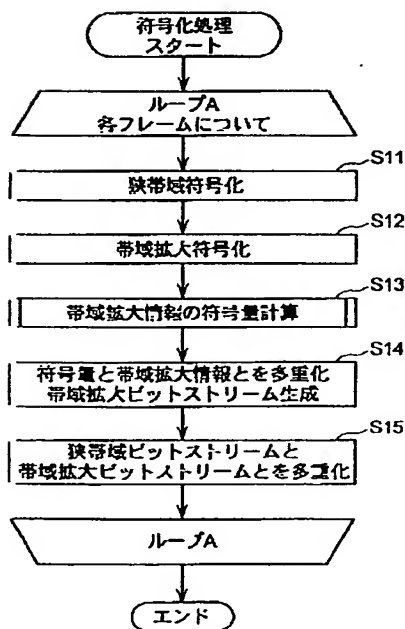 符号化処理
スタート
ループA
各フレームについて
S11
狭帯域符号化
S12
帯域拡大符号化
S13
帯域拡大情報の符号量計算
S14
符号量と帯域拡大情報とを多重化
帯域拡大ビットストリーム生成
S15
狭帯域ビットストリームと
帯域拡大ビットストリームとを多重化
ループA
エンド